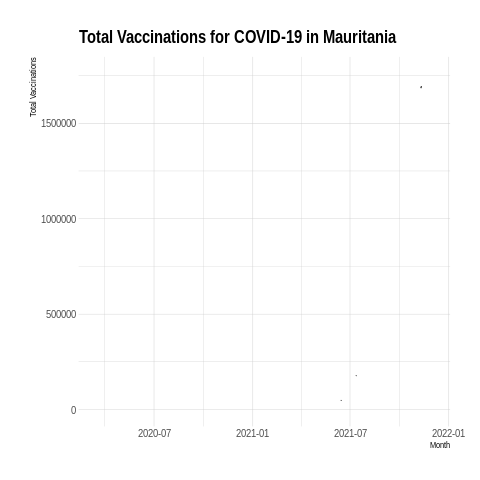 Total Vaccinations for COVID-19 in Mauritania
Total Vaccinations
1500000
1000000
500000
0
2020-07 2021-01 2021-07 2022-01
Month